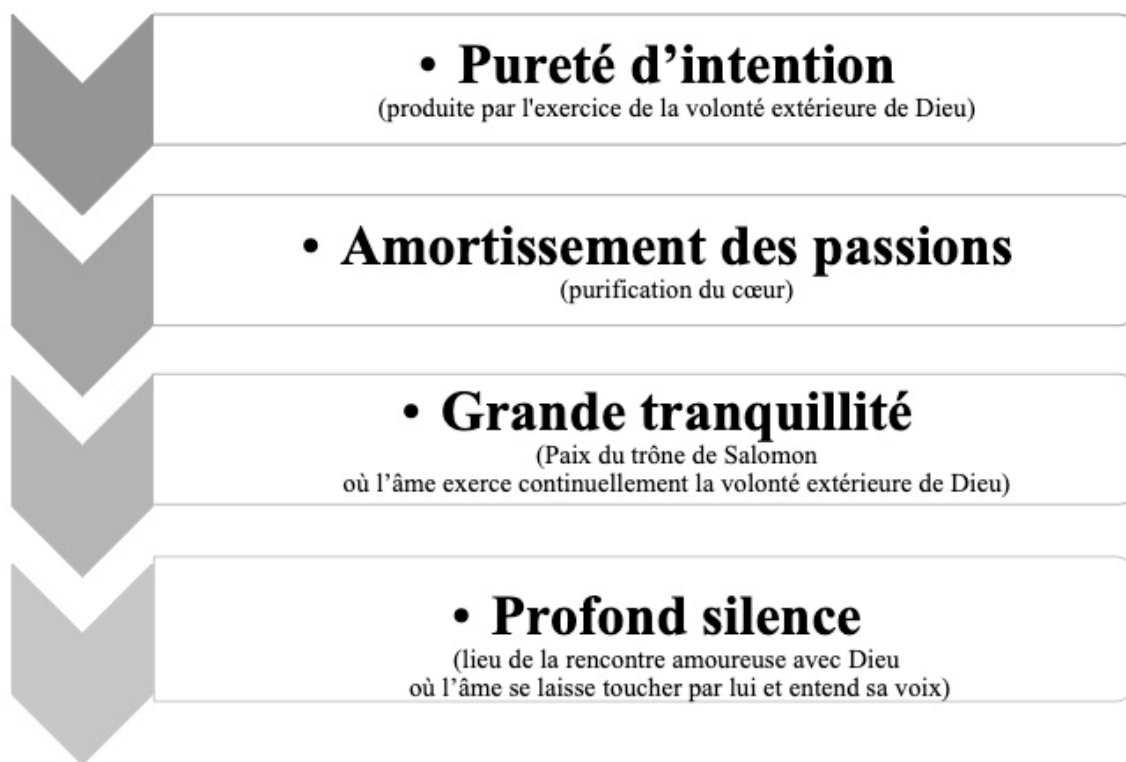 • Pureté d’intention
(produite par l'exercice de la volonté extérieure de Dieu)
• Amortissement des passions
(purification du cœur)
• Grande tranquillité
(Paix du trône de Salomon
où l’âme exerce continuellement la volonté extérieure de Dieu)
• Profond silence
(lieu de la rencontre amoureuse avec Dieu
où l’âme se laisse toucher par lui et entend sa voix)